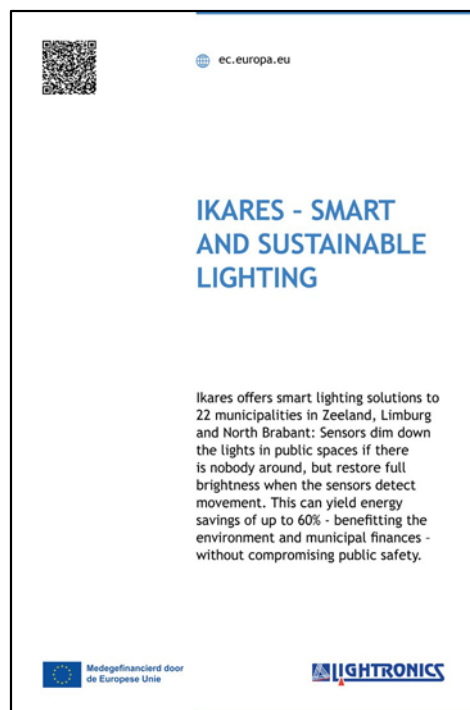 ec.europa.eu
IKARES - SMART
AND SUSTAINABLE
LIGHTING
Ikares offers smart lighting solutions to
22 municipalities in Zeeland, Limburg
and North Brabant: Sensors dim down
the lights in public spaces if there
is nobody around, but restore full
brightness when the sensors detect
movement. This can yield energy
savings of up to 60% - benefitting the
environment and municipal finances -
without compromising public safety.
Medegefinancierd door
de Europese Unie
LIGHTRONICS